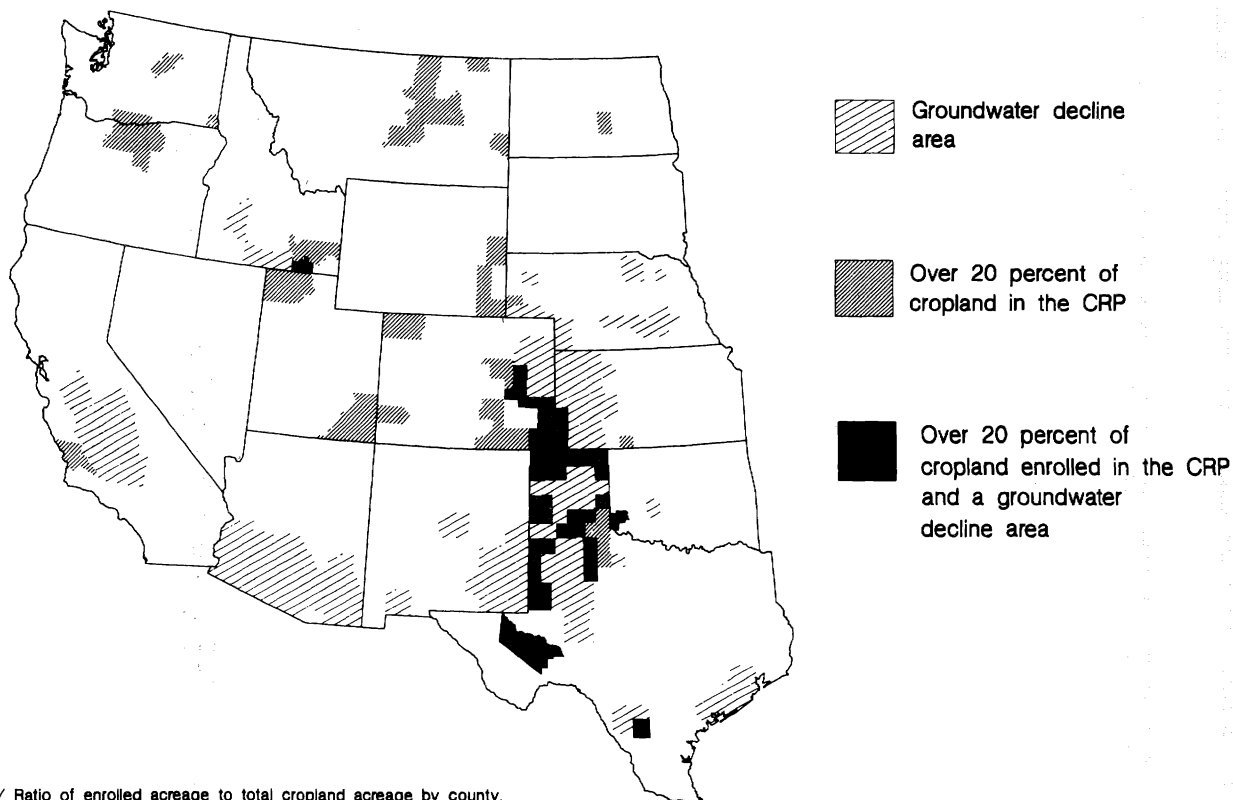 Groundwater decline
area
Over 20 percent of
cropland in the CRP
Over 20 percent of
cropland enrolled in the CRP
and a groundwater
decline area
/ Ratio of enrolled acreage to total cropland acreage by county.